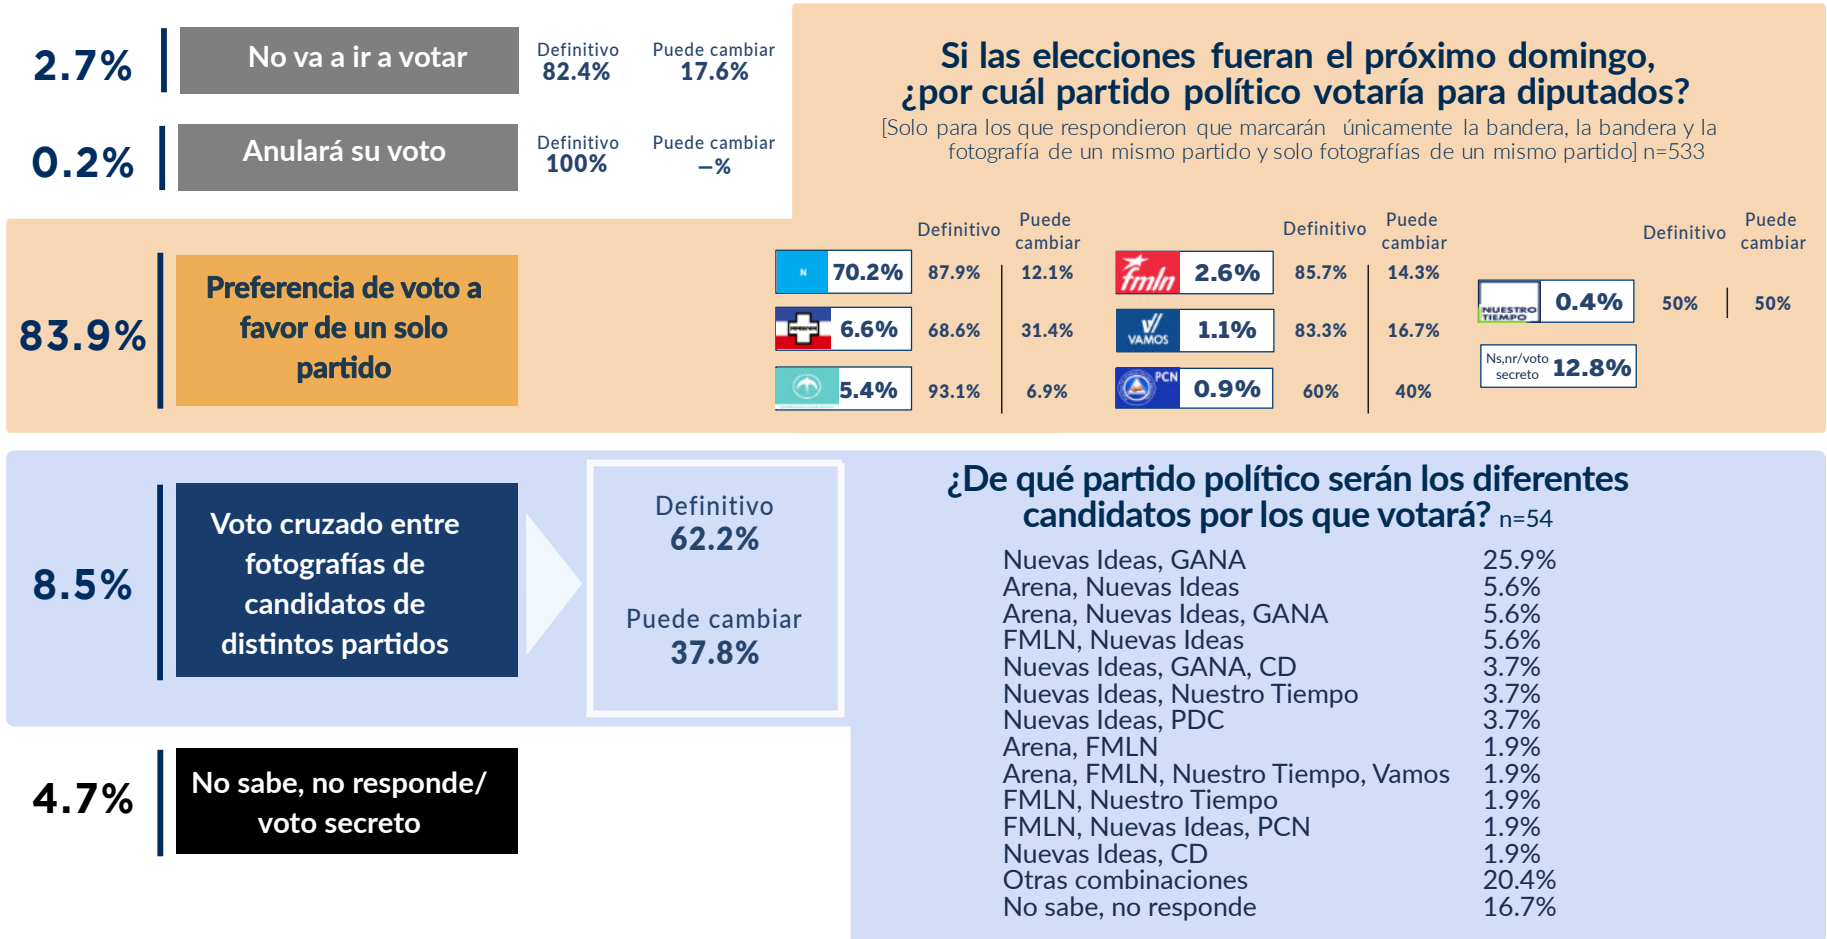 2.7%
No va a ir a votar
Definitivo
82.4%
Puede cambiar
17.6%
0.2%
Anulará su voto
Definitivo
100%
Puede cambiar
–%
Si las elecciones fueran el próximo domingo,
¿por cuál partido político votaría para diputados?
[Solo para los que respondieron que marcarán únicamente la bandera, la bandera y la
fotografía de un mismo partido y solo fotografías de un mismo partido] n=533
83.9%
Preferencia de voto a
favor de un solo
partido
Definitivo
Puede
cambiar
N
70.2% 87.9% 12.1%
6.6% 68.6% 31.4%
5.4% 93.1% 6.9%
Definitivo
Puede
cambiar
fmln 2.6% 85.7% 14.3%
VAMOS 1.1% 83.3% 16.7%
PCN 0.9% 60% 40%
Definitivo
Puede
cambiar
NUESTRO
TIEMPO
0.4% 50% 50%
Ns,nr/voto
secreto
12.8%
8.5%
Voto cruzado entre
fotografías de
candidatos de
distintos partidos
Definitivo
62.2%
Puede cambiar
37.8%
¿De qué partido político serán los diferentes
candidatos por los que votará? n=54
Nuevas Ideas, GANA 25.9%
Arena, Nuevas Ideas 5.6%
Arena, Nuevas Ideas, GANA 5.6%
FMLN, Nuevas Ideas 5.6%
Nuevas Ideas, GANA, CD 3.7%
Nuevas Ideas, Nuestro Tiempo 3.7%
Nuevas Ideas, PDC 3.7%
Arena, FMLN 1.9%
Arena, FMLN, Nuestro Tiempo, Vamos 1.9%
FMLN, Nuestro Tiempo 1.9%
FMLN, Nuevas Ideas, PCN 1.9%
Nuevas Ideas, CD 1.9%
Otras combinaciones 20.4%
No sabe, no responde 16.7%
4.7%
No sabe, no responde/
voto secreto